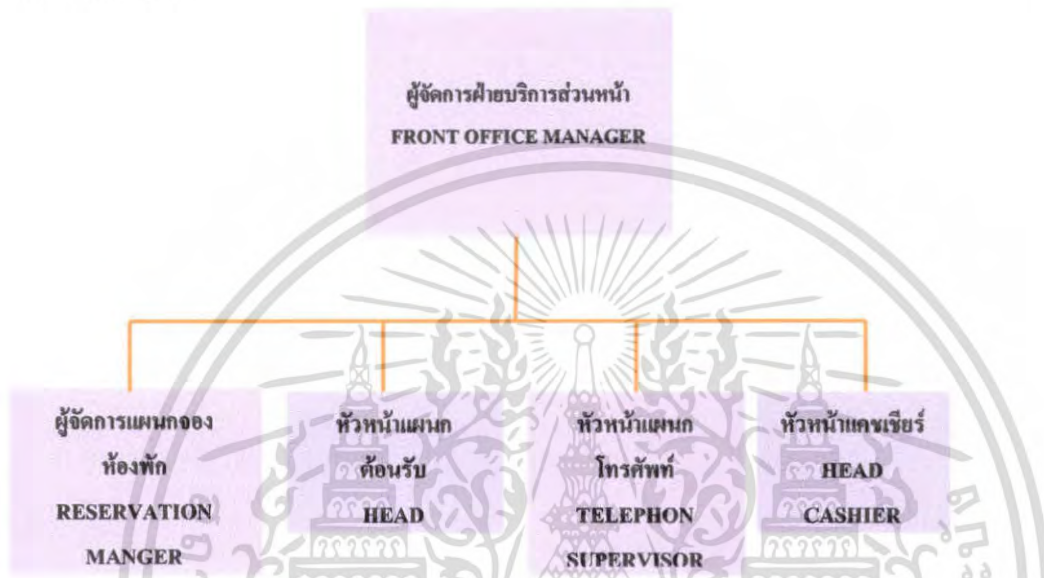 ผู้จัดการฝ่ายบริการส่วนหน้า
FRONT OFFICE MANAGER
ผู้จัดการแผนกจอง
ห้องพัก
RESERVATION
MANGER
หัวหน้าแผนก
ต้อนรับ
HEAD
หัวหน้าแผนก
โทรศัพท์
TELEPHON
SUPERVISOR
หัวหน้าแคชเชียร์
HEAD
CASHIER